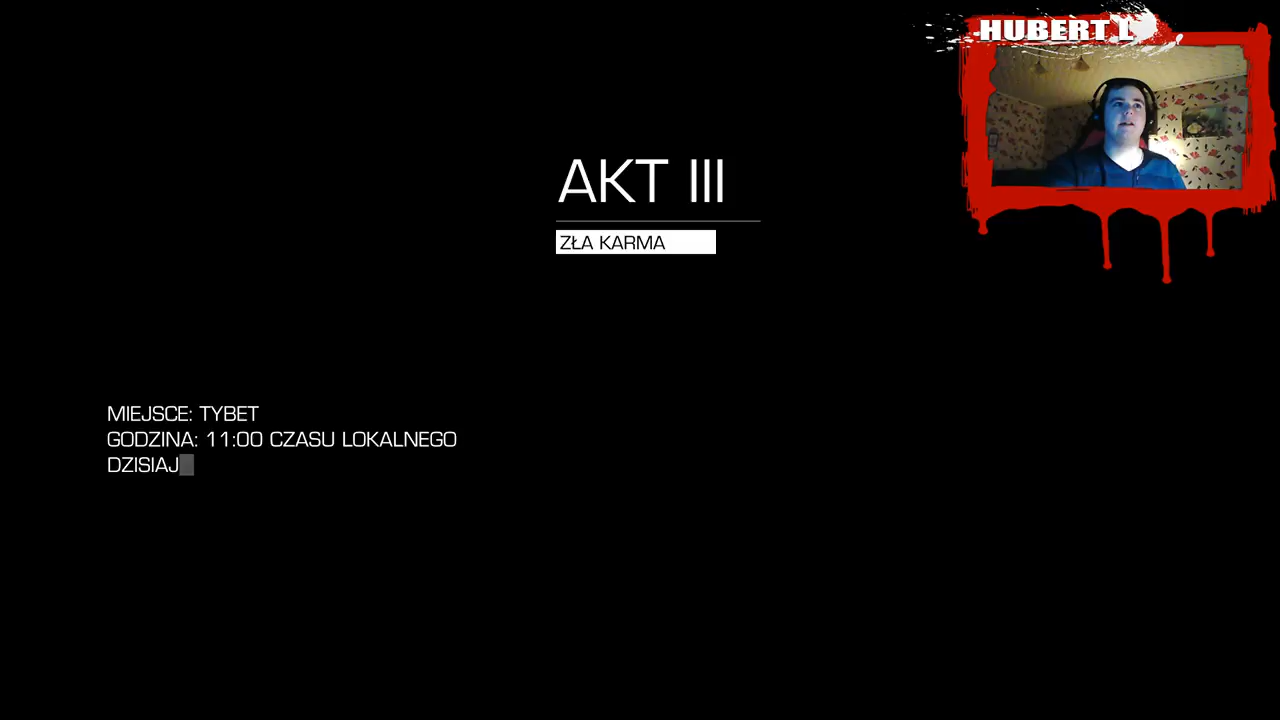 HUBERT L
AKT III
ZŁA KARMA
MIEJSCE: TYBET
GODZINA: 11:00 CZASU LOKALNEGO
DZISIAJ